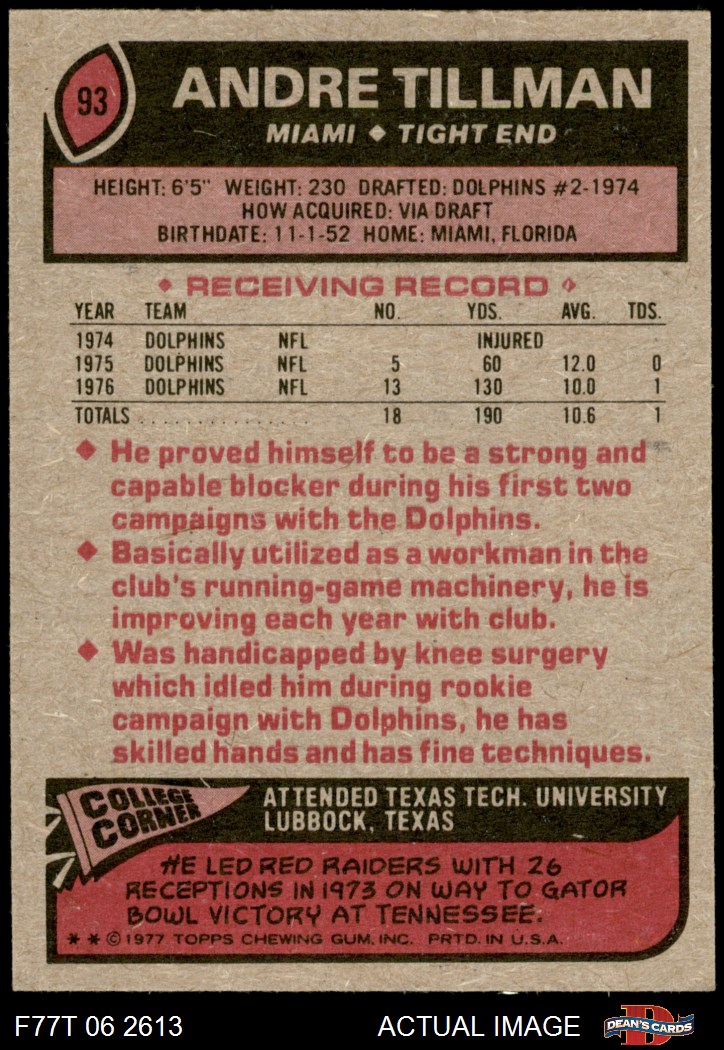 93
ANDRE TILLMAN
MIAMI ◆ TIGHT END
HEIGHT: 6'5" WEIGHT: 230 DRAFTED: DOLPHINS #2-1974
HOW ACQUIRED: VIA DRAFT
BIRTHDATE: 11-1-52 HOME: MIAMI, FLORIDA
◆ RECEIVING RECORD ◆
YEAR TEAM NO. YDS. AVG. TDS.
1974 DOLPHINS NFL INJURED
1975 DOLPHINS NFL 5 60 12.0 0
1976 DOLPHINS NFL 13 130 10.0 1
TOTALS . . . . . . . . . . . . . . 18 190 10.6 1
◆ He proved himself to be a strong and
capable blocker during his first two
campaigns with the Dolphins.
◆ Basically utilized as a workman in the
club's running-game machinery, he is
improving each year with club.
◆ Was handicapped by knee surgery
which idled him during rookie
campaign with Dolphins, he has
skilled hands and has fine techniques.
COLLEGE
CORNER
ATTENDED TEXAS TECH. UNIVERSITY
LUBBOCK, TEXAS
HE LED RED RAIDERS WITH 26
RECEPTIONS IN 1973 ON WAY TO GATOR
BOWL VICTORY AT TENNESSEE.
* * © 1977 TOPPS CHEWING GUM, INC. PRTD. IN U.S.A.
F77T 06 2613 ACTUAL IMAGE
D
DEAN'S CARDS